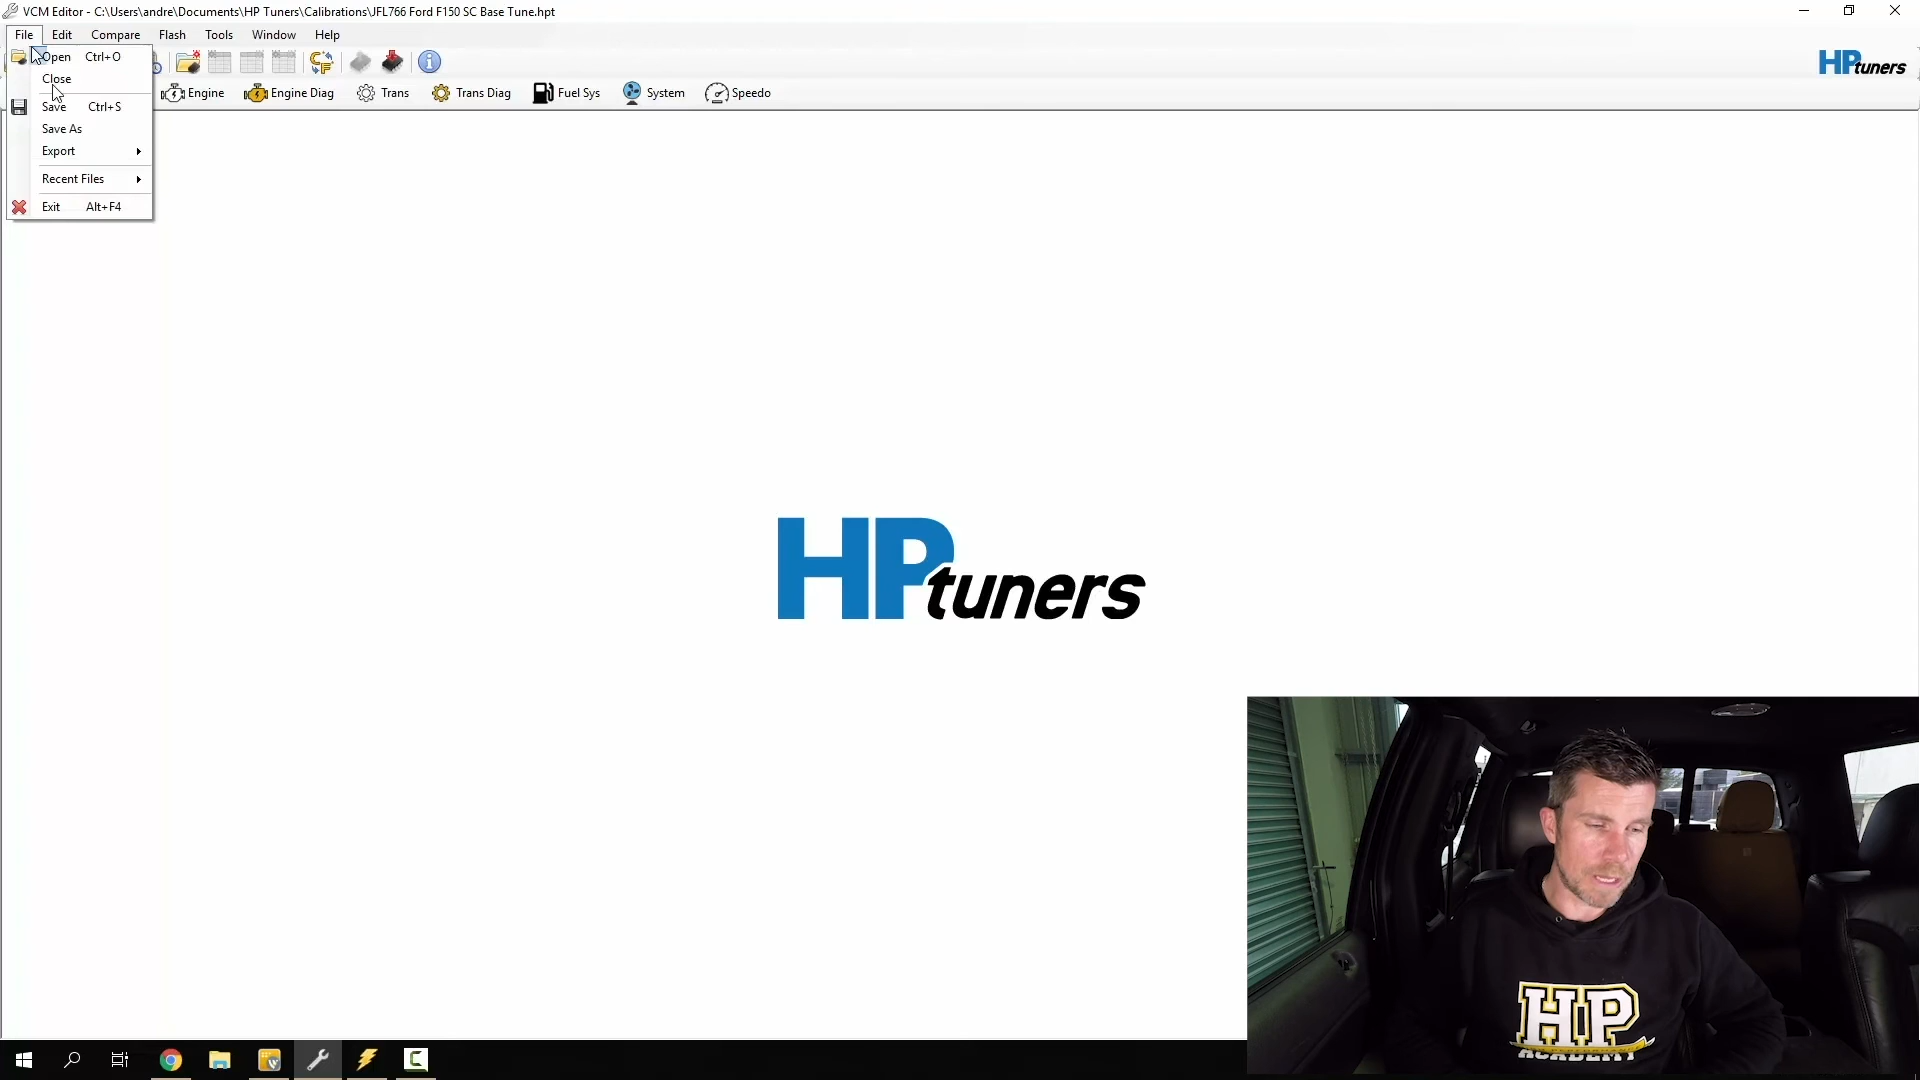 VCM Editor - C:\Users\andre\Documents\HP Tuners\Calibrations\JFL766 Ford F150 SC Base Tune.hpt
File Edit Compare Flash Tools Window Help
Open Ctrl+O
Close
Save Ctrl+S
Save As
Export
Recent Files
Exit Alt+F4
Engine Engine Diag Trans Trans Diag Fuel Sys System Speedo
HPtuners
HPtuners
HP
ACADEMY